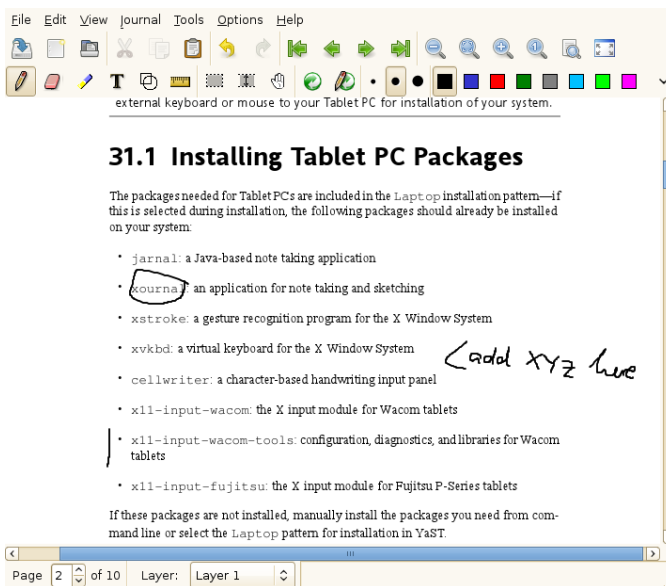 File Edit View Journal Tools Options Help
T
external keyboard or mouse to your Tablet PC for installation of your system.
31.1 Installing Tablet PC Packages
The packages needed for Tablet PCs are included in the Laptop installation pattern—if
this is selected during installation, the following packages should already be installed
on your system:
• jarnal: a Java-based note taking application
• xournal: an application for note taking and sketching
• xstroke: a gesture recognition program for the X Window System
• xvkbd: a virtual keyboard for the X Window System
<add XYZ here
• cellwriter: a character-based handwriting input panel
• x11-input-wacom: the X input module for Wacom tablets
• x11-input-wacom-tools: configuration, diagnostics, and libraries for Wacom
tablets
• x11-input-fujitsu: the X input module for Fujitsu P-Series tablets
If these packages are not installed, manually install the packages you need from com-
mand line or select the Laptop pattern for installation in YaST.
Page 2 of 10 Layer: Layer 1